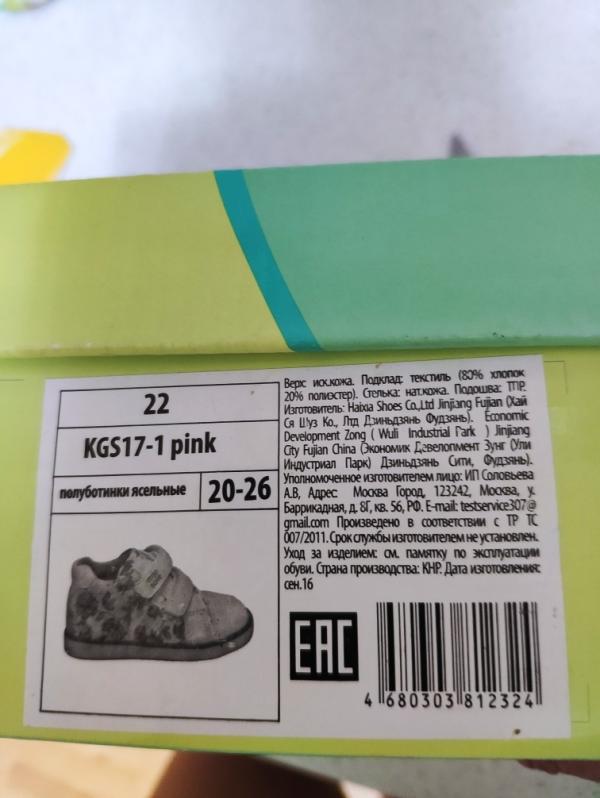 22
KGS17-1 pink
полуботинки ясельные
20-26
Верх: иск.кожа. Подклад: текстиль (80% хлопок
20% полиэстер). Стелька: нат.кожа. Подошва: ТПР.
Изготовитель: Haixia Shoes Co.,Ltd Jinjiang Fujian (Хай
Ся Шуз Ко., Лтд Дзиньдзянь Фудзянь). Economic
Development Zong ( Wuli Industrial Park ) Jinjiang
City Fujian China (Экономик Девелопмент Зунг (Ули
Индустриал Парк) Дзиньдзянь Сити, Фудзянь).
Уполномоченное изготовителем лицо: ИП Соловьева
А.В, Адрес Москва Город, 123242, Москва, у.
Баррикадная, д. 8Г, кв. 56, РФ. E-mail: testservice307@
gmail.com Произведено в соответствии с ТР ТС
007/2011. Срок службы изготовителем не установлен.
Уход за изделием: см. памятку по эксплуатации
обуви. Страна производства: КНР. Дата изготовления:
сен.16
EAC
4 680303 812324